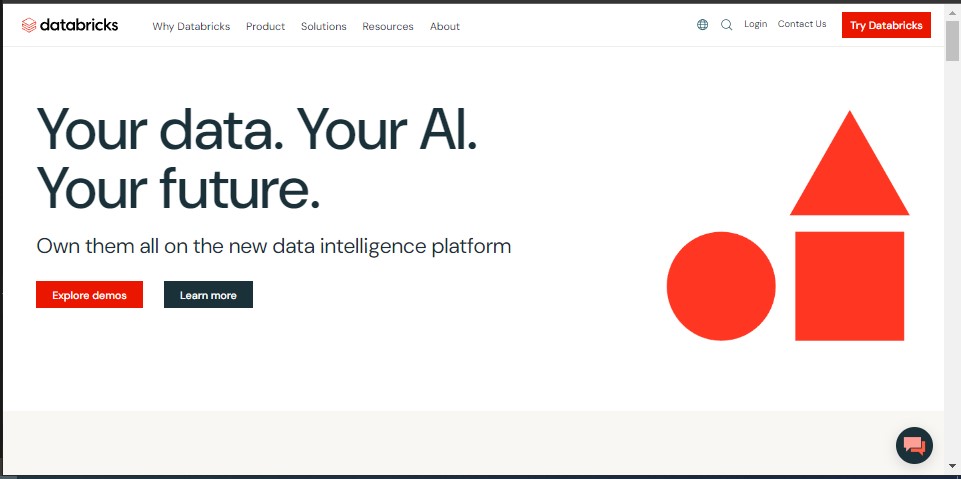 databricks Why Databricks Product Solutions Resources About Login Contact Us Try Databricks
Your data. Your AI.
Your future.
Own them all on the new data intelligence platform
Explore demos Learn more